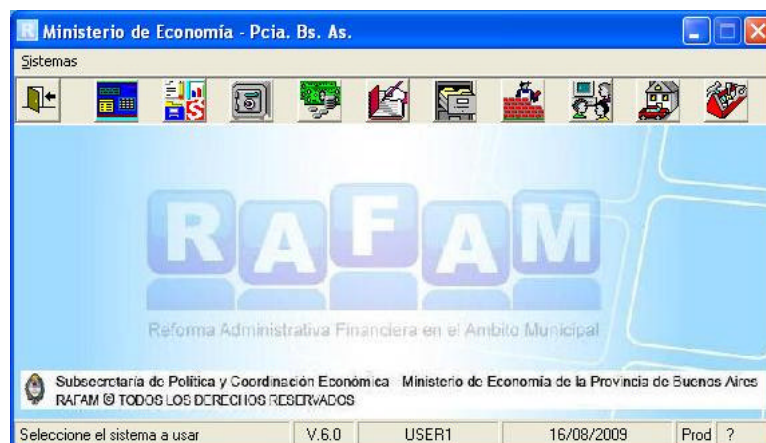 R Ministerio de Economía - Pcia. Bs. As.
Sistemas
RAFAM
Reforma Administrativa Financiera en el Ambito Municipal
Subsecretaría de Política y Coordinación Económica - Ministerio de Economía de la Provincia de Buenos Aires
RAFAM © TODOS LOS DERECHOS RESERVADOS
Seleccione el sistema a usar V.6.0 USER1 16/08/2009 Prod ?